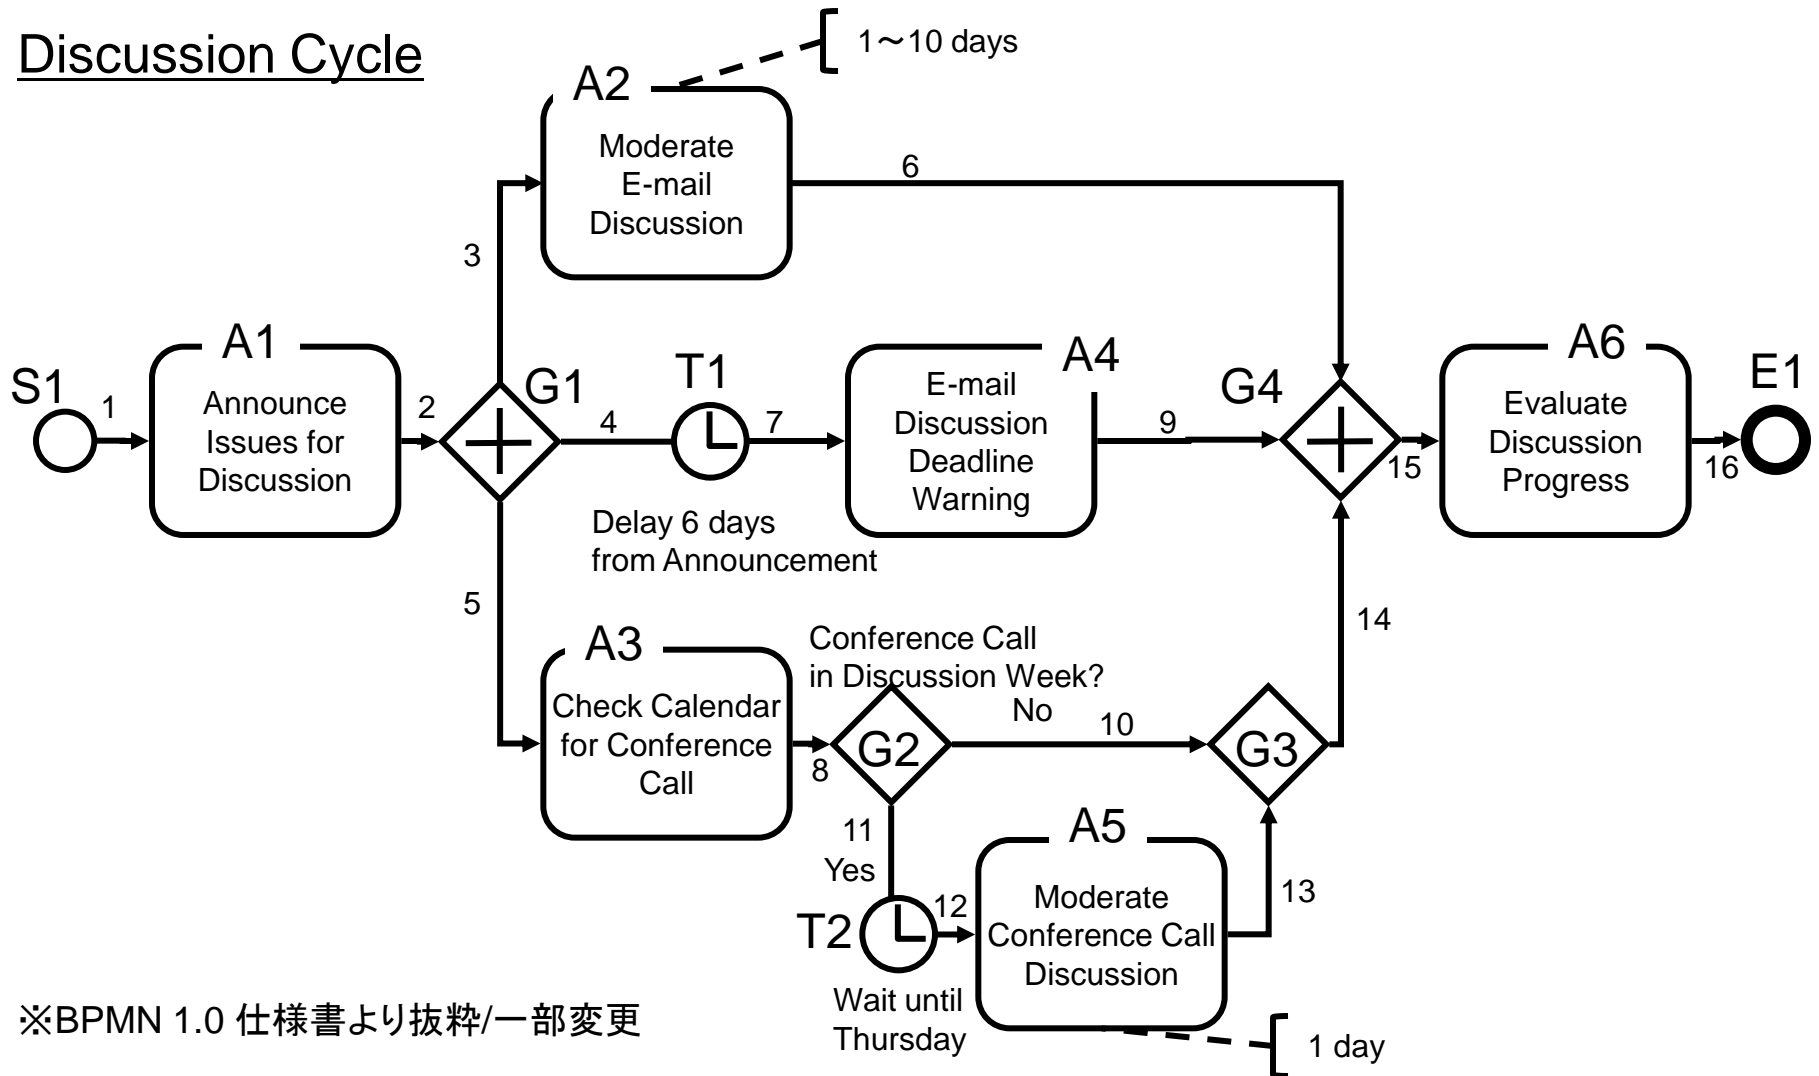 Discussion Cycle
1～10 days
A2
Moderate
E-mail
Discussion
6
3
A1
Announce
Issues for
Discussion
S1
1
2
G1
4
T1
7
Delay 6 days
from Announcement
A4
E-mail
Discussion
Deadline
Warning
9
G4
15
A6
Evaluate
Discussion
Progress
16
E1
5
14
A3
Check Calendar
for Conference
Call
8
Conference Call
in Discussion Week?
No
G2
10
G3
11
Yes
T2
12
Wait until
Thursday
A5
Moderate
Conference Call
Discussion
13
1 day
※BPMN 1.0 仕様書より抜粋/一部変更